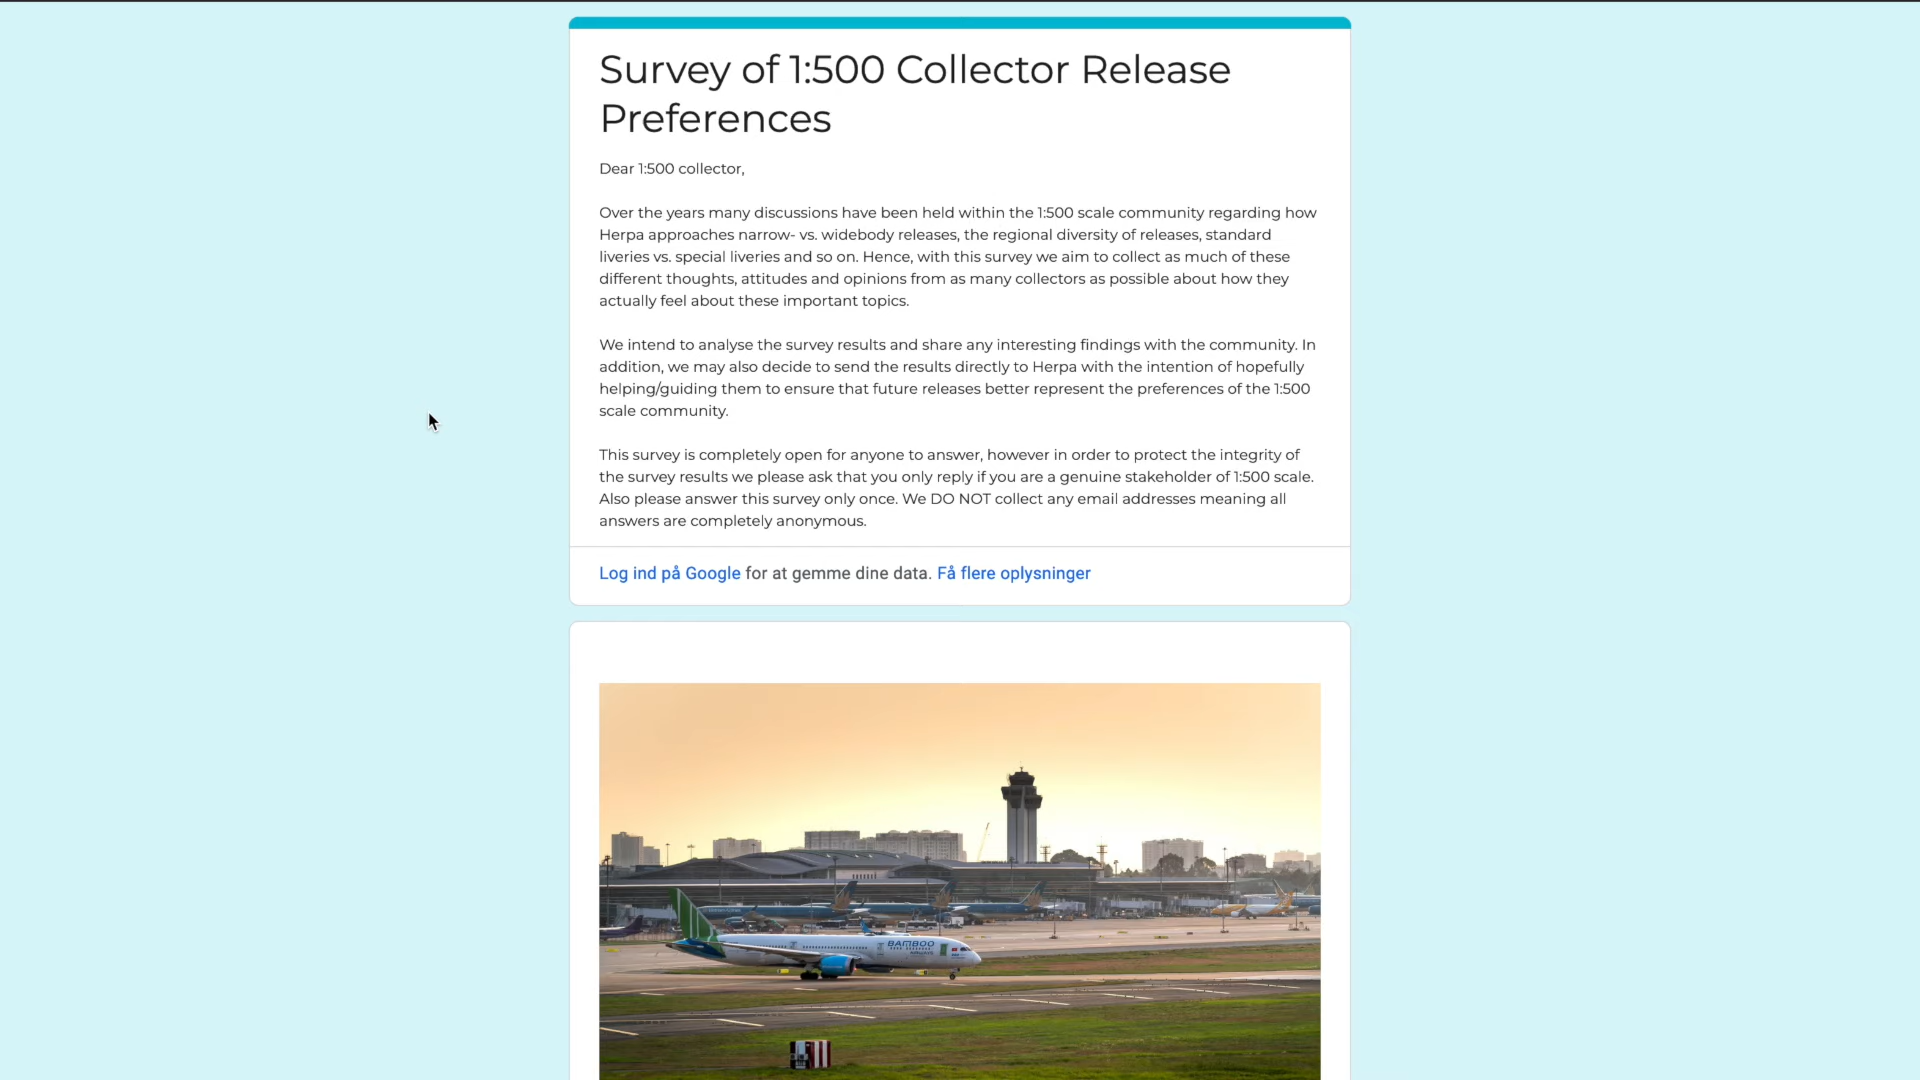 Survey of 1:500 Collector Release
Preferences
Dear 1:500 collector,
Over the years many discussions have been held within the 1:500 scale community regarding how
Herpa approaches narrow- vs. widebody releases, the regional diversity of releases, standard
liveries vs. special liveries and so on. Hence, with this survey we aim to collect as much of these
different thoughts, attitudes and opinions from as many collectors as possible about how they
actually feel about these important topics.
We intend to analyse the survey results and share any interesting findings with the community. In
addition, we may also decide to send the results directly to Herpa with the intention of hopefully
helping/guiding them to ensure that future releases better represent the preferences of the 1:500
scale community.
This survey is completely open for anyone to answer, however in order to protect the integrity of
the survey results we please ask that you only reply if you are a genuine stakeholder of 1:500 scale.
Also please answer this survey only once. We DO NOT collect any email addresses meaning all
answers are completely anonymous.
Log ind på Google for at gemme dine data. Få flere oplysninger
BAMBOO
AIRWAYS